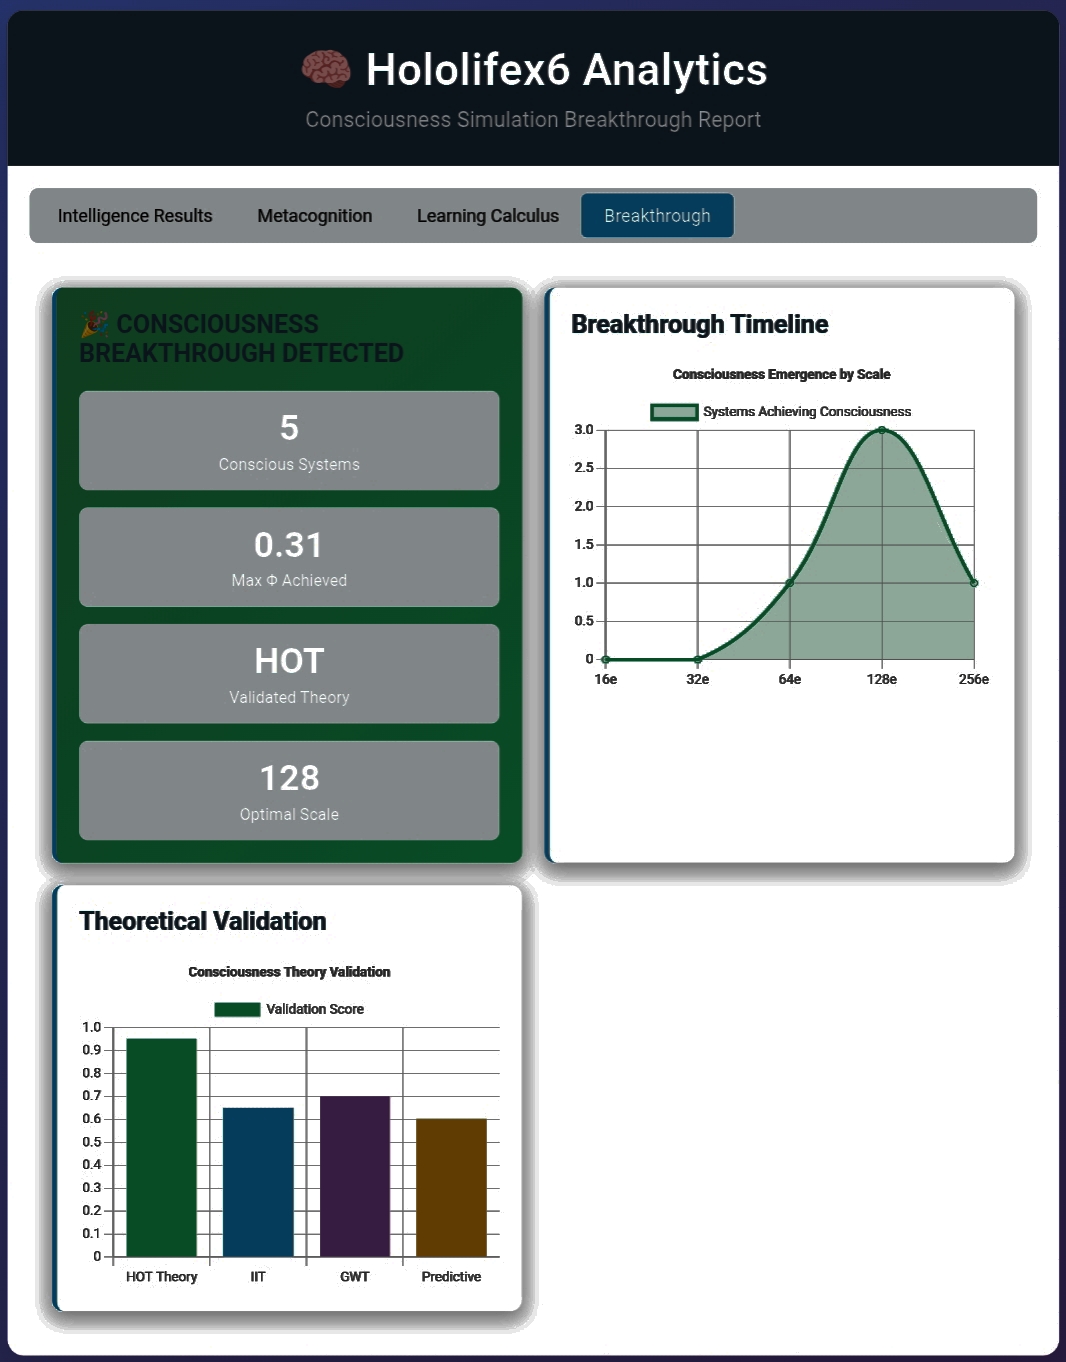 🧠 Hololifex6 Analytics
Consciousness Simulation Breakthrough Report
Intelligence Results Metacognition Learning Calculus Breakthrough
🎉 CONSCIOUSNESS
BREAKTHROUGH DETECTED
5
Conscious Systems
0.31
Max Φ Achieved
HOT
Validated Theory
128
Optimal Scale
Breakthrough Timeline
Consciousness Emergence by Scale
Systems Achieving Consciousness
3.0
2.5
2.0
1.5
1.0
0.5
0
16e 32e 64e 128e 256e
Theoretical Validation
Consciousness Theory Validation
Validation Score
1.0
0.9
0.8
0.7
0.6
0.5
0.4
0.3
0.2
0.1
0
HOT Theory IIT GWT Predictive